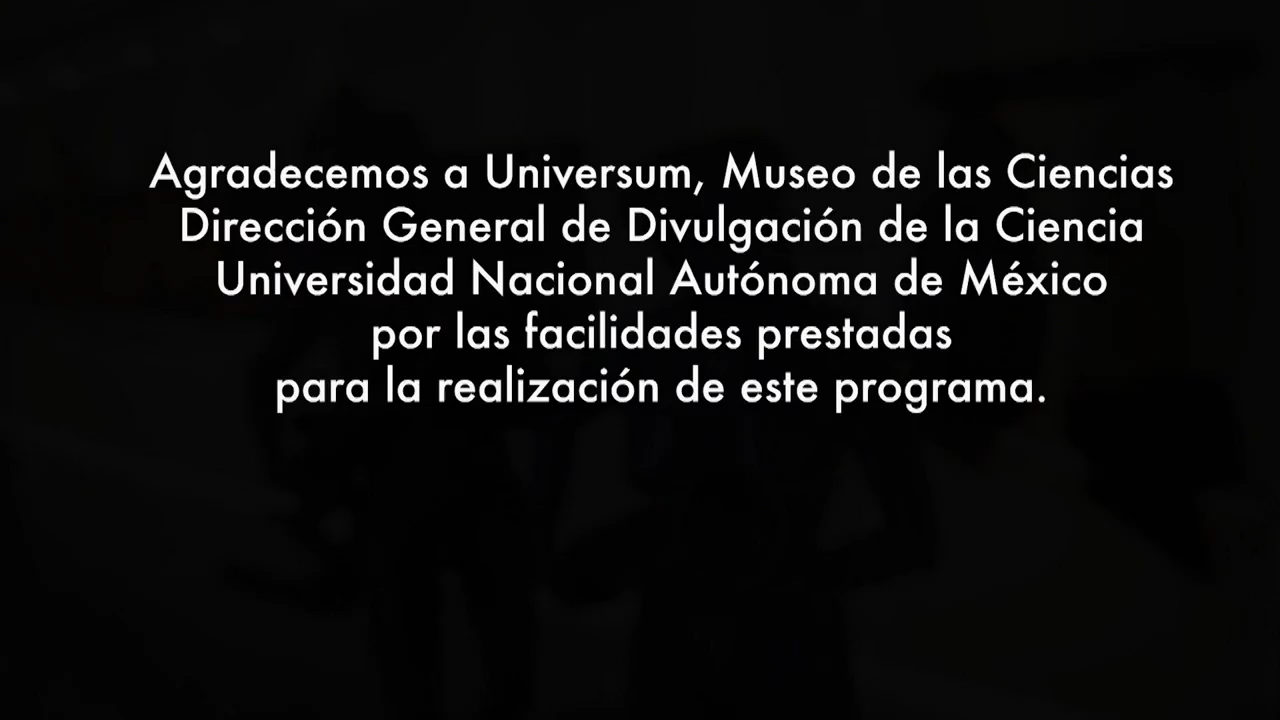 Agradecemos a Universum, Museo de las Ciencias
Dirección General de Divulgación de la Ciencia
Universidad Nacional Autónoma de México
por las facilidades prestadas
para la realización de este programa.